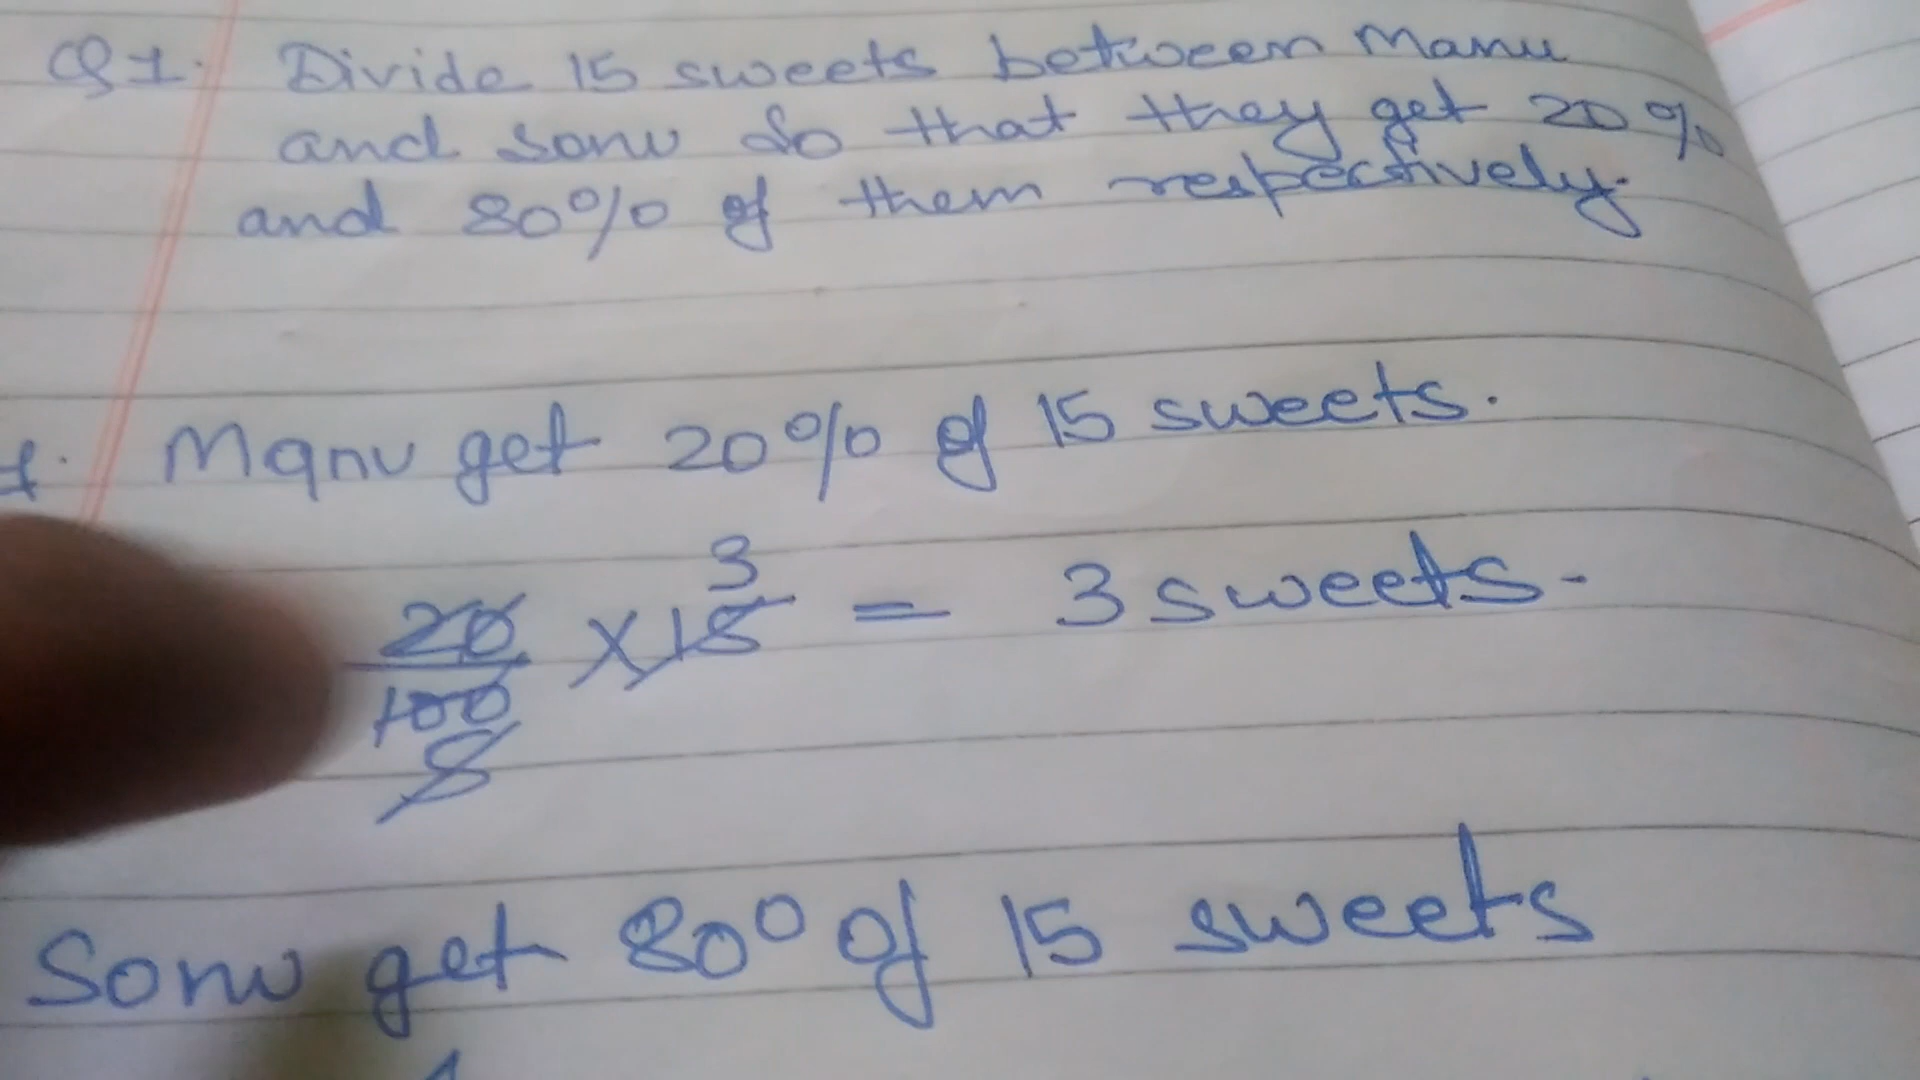 Q1. Divide 15 sweets between Manu
and sonu so that they get 20%
and 80% of them respectively.
1. Manu get 20% of 15 sweets.
3
20 × 15 = 3 sweets.
100
5
Sonu get 80° of 15 sweets